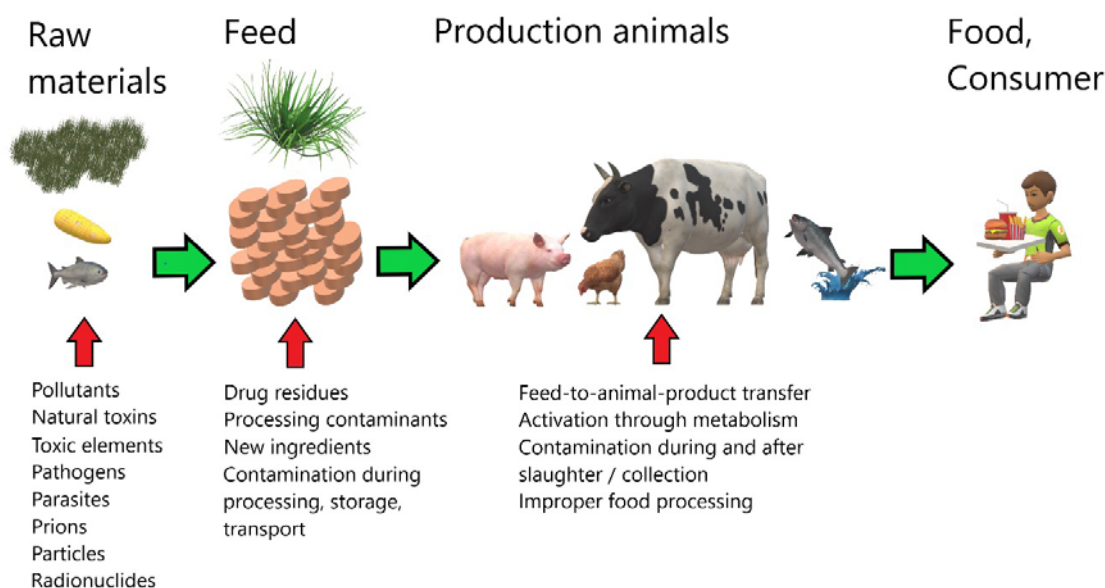 Raw
materials
Feed
Production animals
Food,
Consumer
Pollutants
Natural toxins
Toxic elements
Pathogens
Parasites
Prions
Particles
Radionuclides
Drug residues
Processing contaminants
New ingredients
Contamination during
processing, storage,
transport
Feed-to-animal-product transfer
Activation through metabolism
Contamination during and after
slaughter / collection
Improper food processing